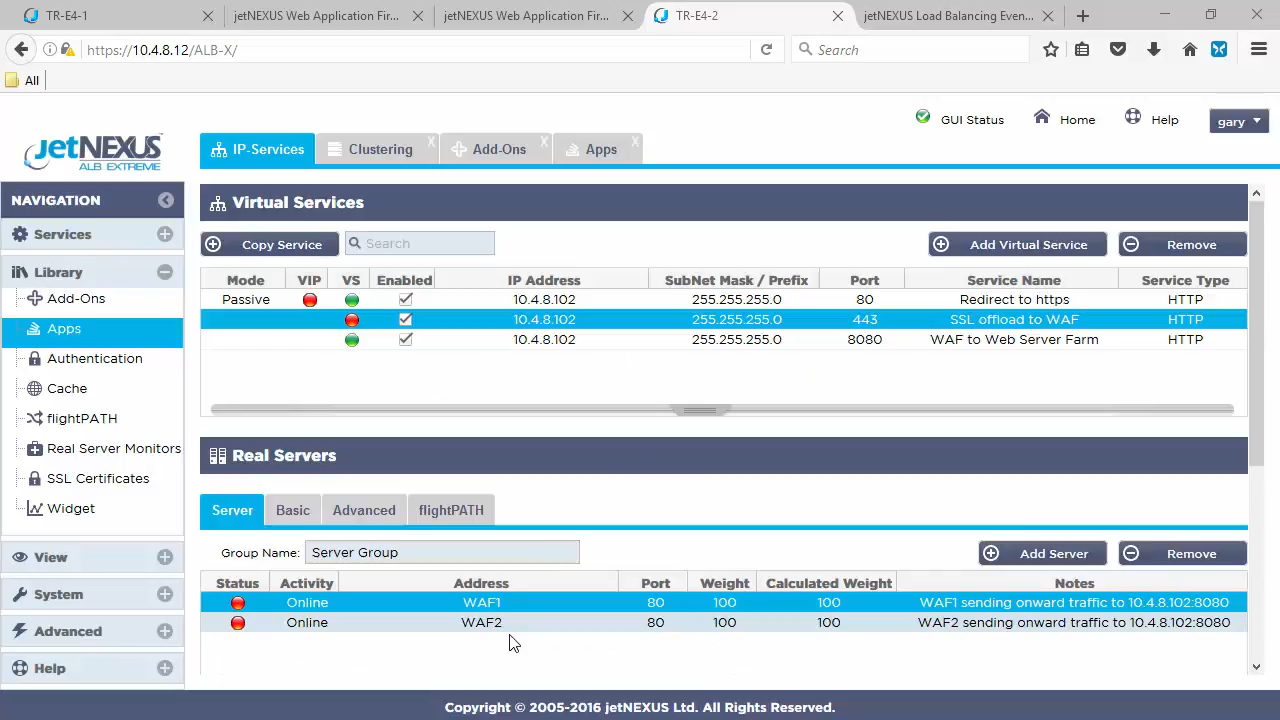 TR-E4-1
jetNEXUS Web Application Fir...
jetNEXUS Web Application Fir...
TR-E4-2
jetNEXUS Load Balancing Even...
https://10.4.8.12/ALB-X/
Search
All
GUI Status
Home
Help
gary
jetNEXUS
ALB EXTREME
IP-Services
Clustering
Add-Ons
Apps
NAVIGATION
Services
Library
Add-Ons
Apps
Authentication
Cache
flightPATH
Real Server Monitors
SSL Certificates
Widget
View
System
Advanced
Help
Virtual Services
Copy Service
Search
Add Virtual Service
Remove
Mode VIP VS Enabled IP Address SubNet Mask / Prefix Port Service Name Service Type
Passive 10.4.8.102 255.255.255.0 80 Redirect to https HTTP
10.4.8.102 255.255.255.0 443 SSL offload to WAF HTTP
10.4.8.102 255.255.255.0 8080 WAF to Web Server Farm HTTP
Real Servers
Server
Basic
Advanced
flightPATH
Group Name: Server Group
Add Server
Remove
Status Activity Address Port Weight Calculated Weight Notes
Online WAF1 80 100 100 WAF1 sending onward traffic to 10.4.8.102:8080
Online WAF2 80 100 100 WAF2 sending onward traffic to 10.4.8.102:8080
Copyright © 2005-2016 jetNEXUS Ltd. All Rights Reserved.